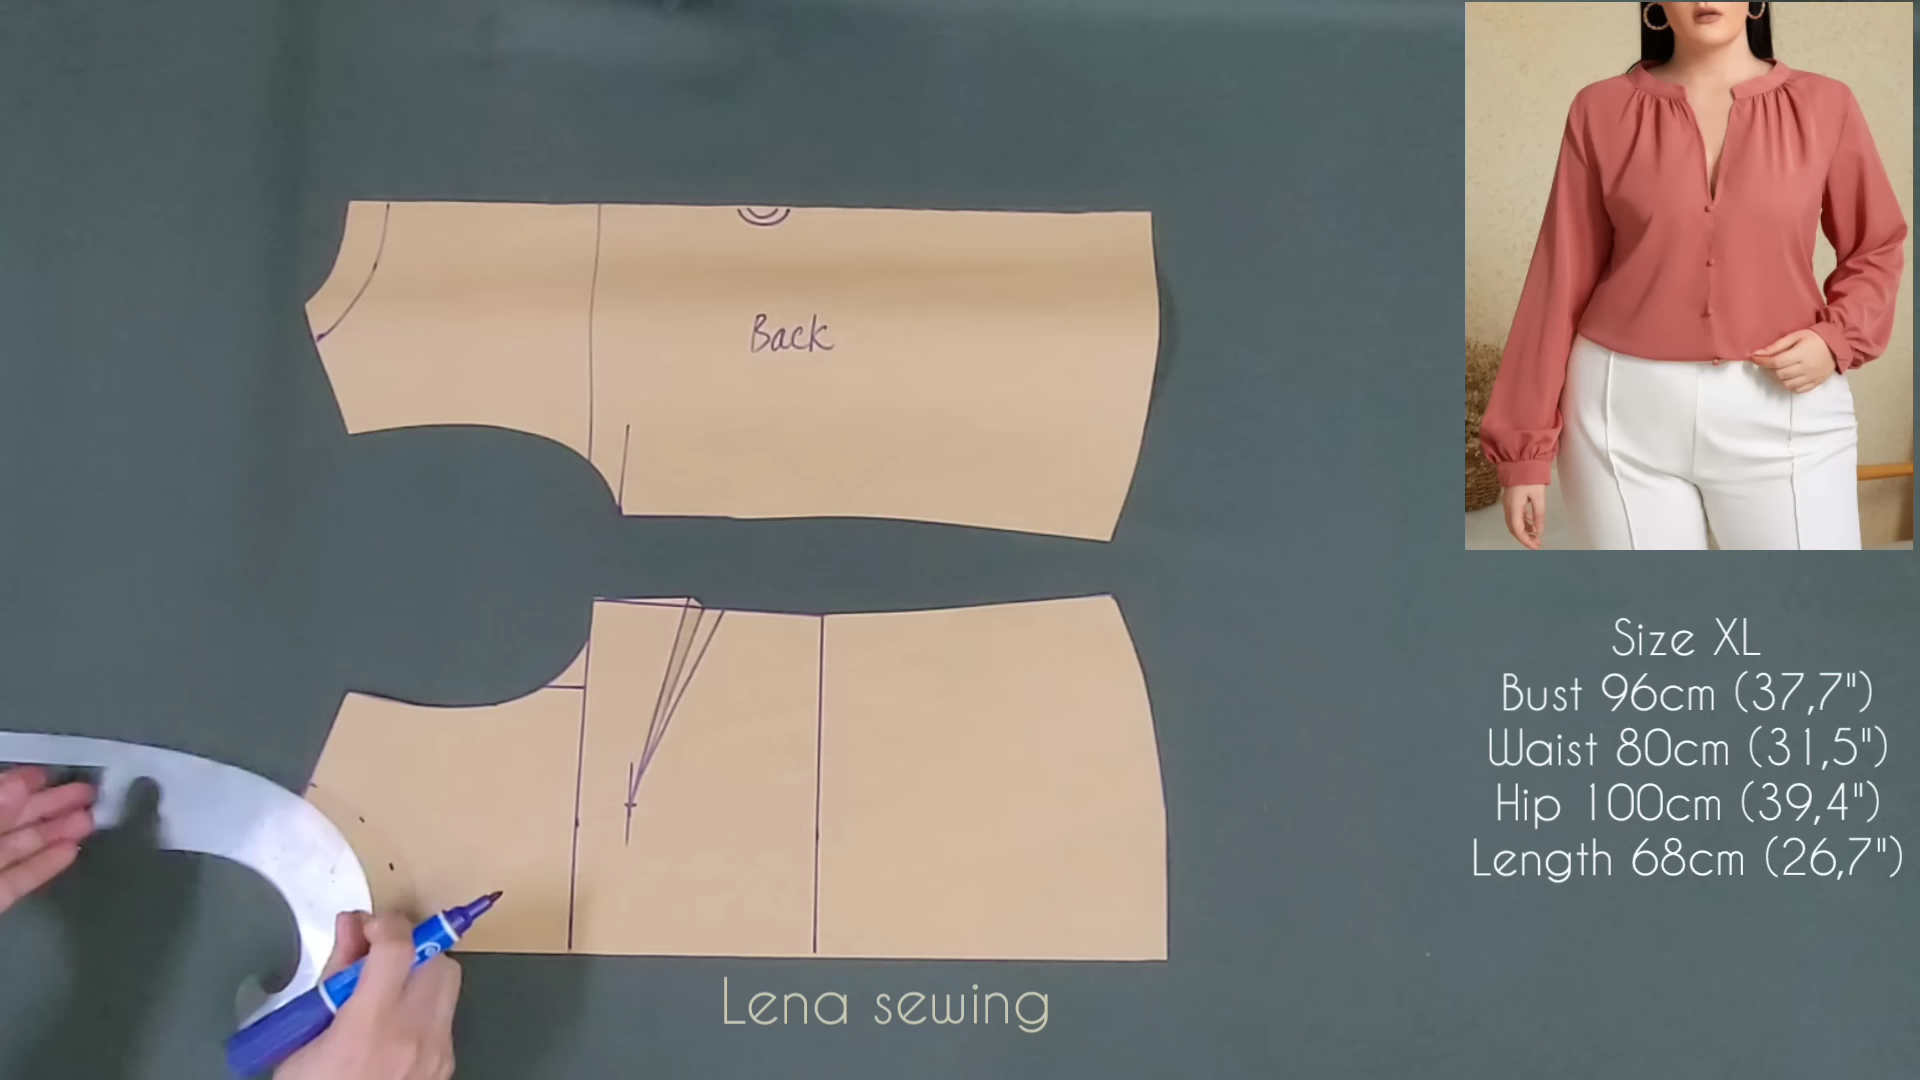 Back
Size XL
Bust 96cm (37,7")
Waist 80cm (31,5")
Hip 100cm (39,4")
Length 68cm (26,7")
Lena sewing